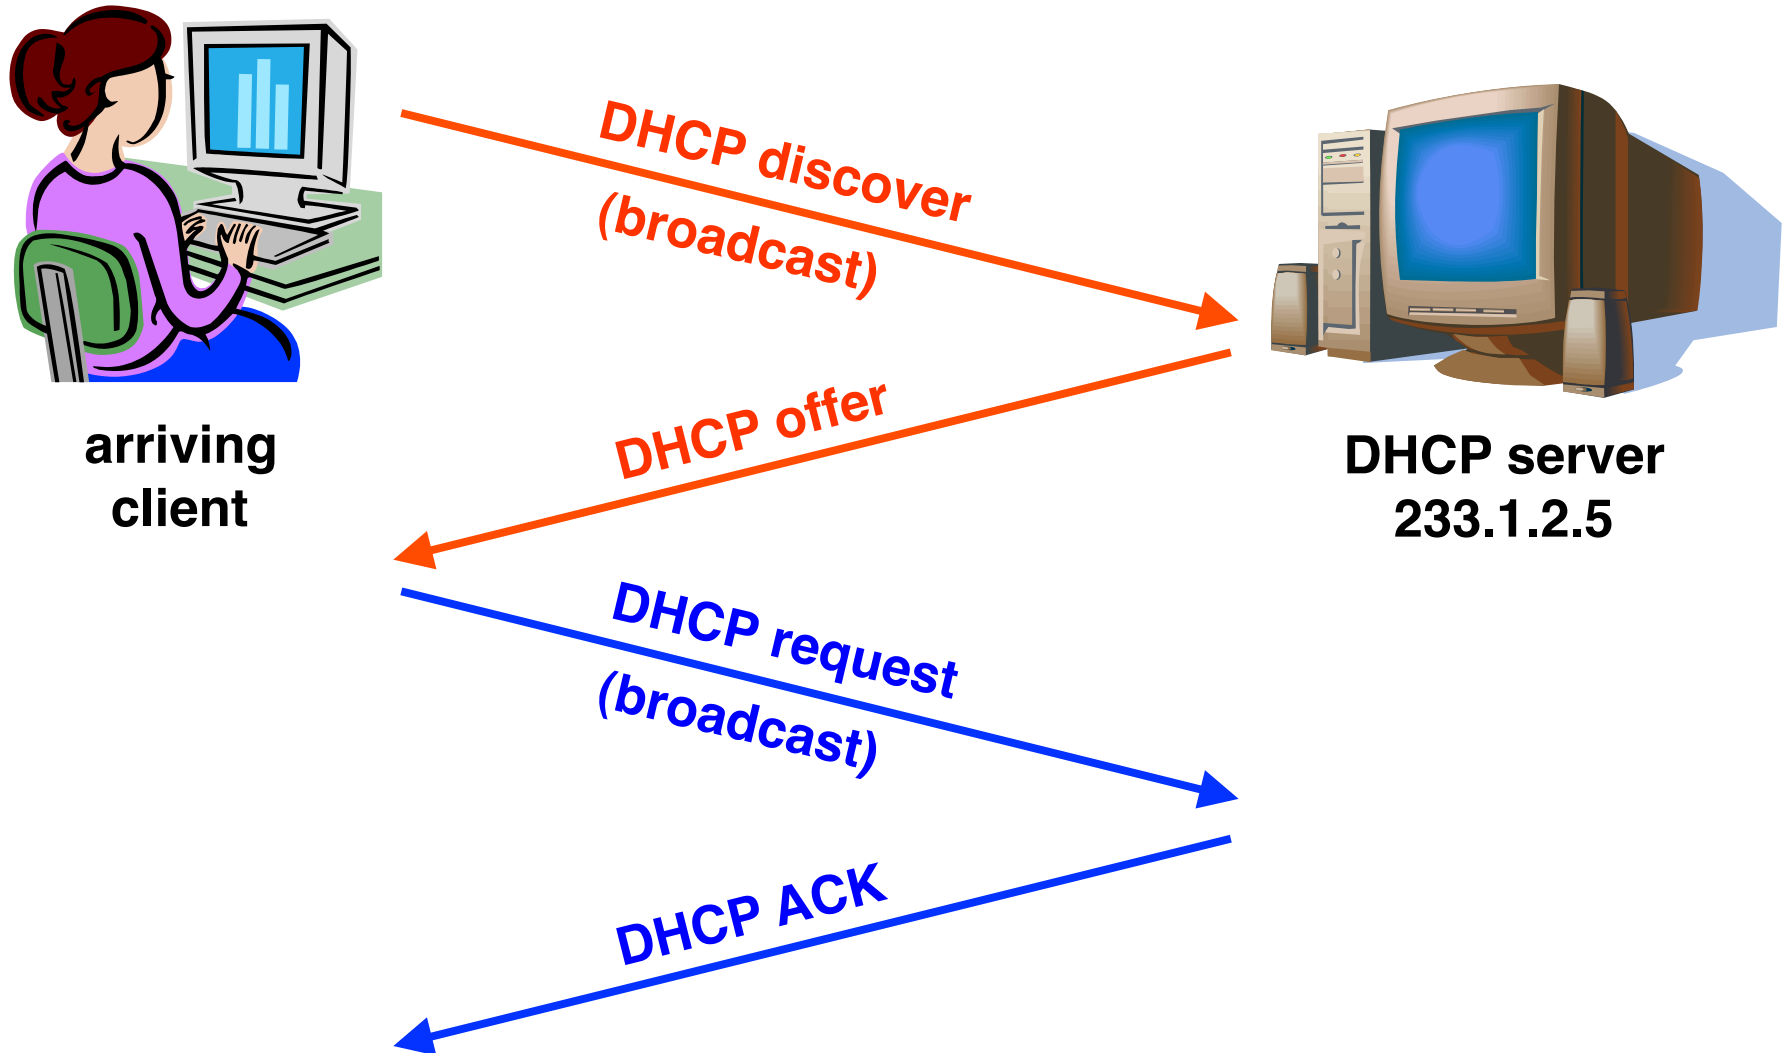 DHCP discover
(broadcast)
DHCP offer
arriving
client
DHCP server
233.1.2.5
DHCP request
(broadcast)
DHCP ACK